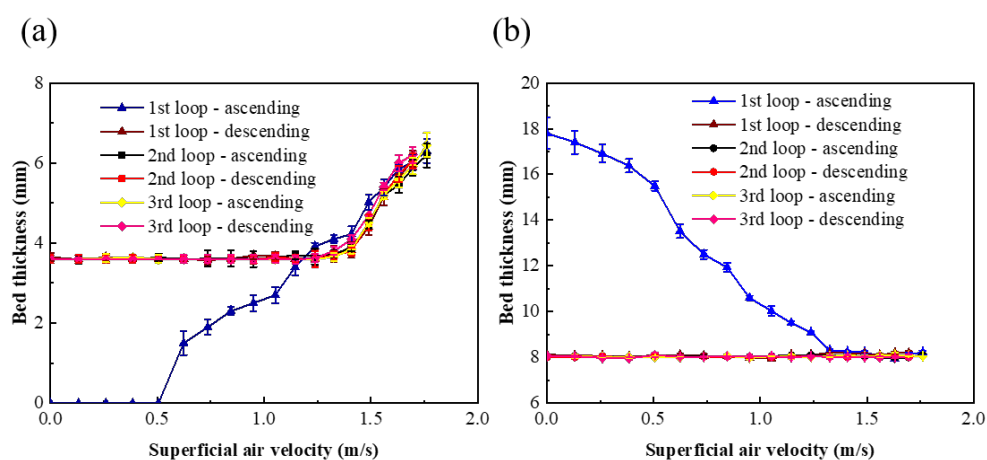 (a)
8
6
4
2
0
0.0 0.5 1.0 1.5 2.0
Bed thickness (mm)
Superficial air velocity (m/s)
1st loop - ascending
1st loop - descending
2nd loop - ascending
2nd loop - descending
3rd loop - ascending
3rd loop - descending
(b)
20
18
16
14
12
10
8
6
0.0 0.5 1.0 1.5 2.0
Bed thickness (mm)
Superficial air velocity (m/s)
1st loop - ascending
1st loop - descending
2nd loop - ascending
2nd loop - descending
3rd loop - ascending
3rd loop - descending